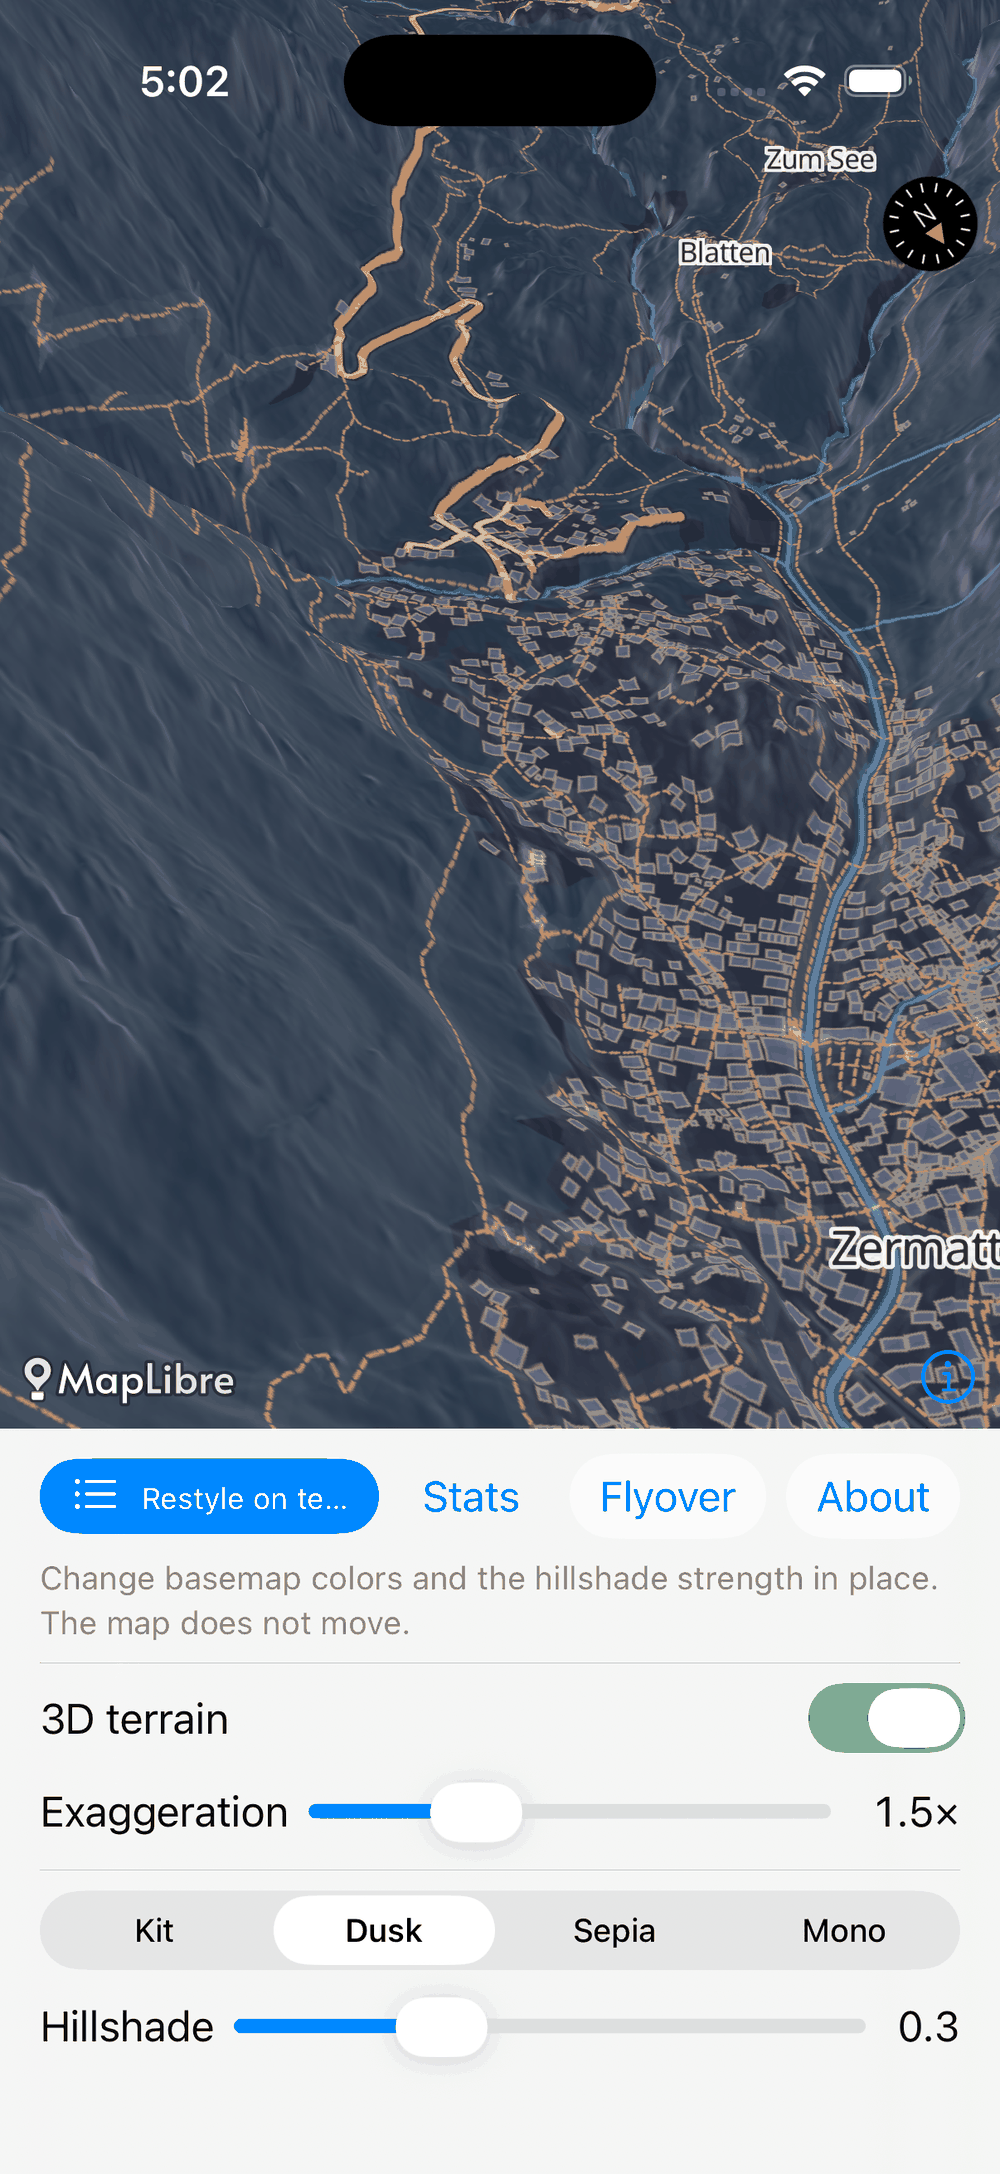 5:02
Zum See
N
Blatten
Zermatt
MapLibre
Restyle on te...
Stats
Flyover
About
Change basemap colors and the hillshade strength in place.
The map does not move.
3D terrain
Exaggeration
1.5×
Kit
Dusk
Sepia
Mono
Hillshade
0.3